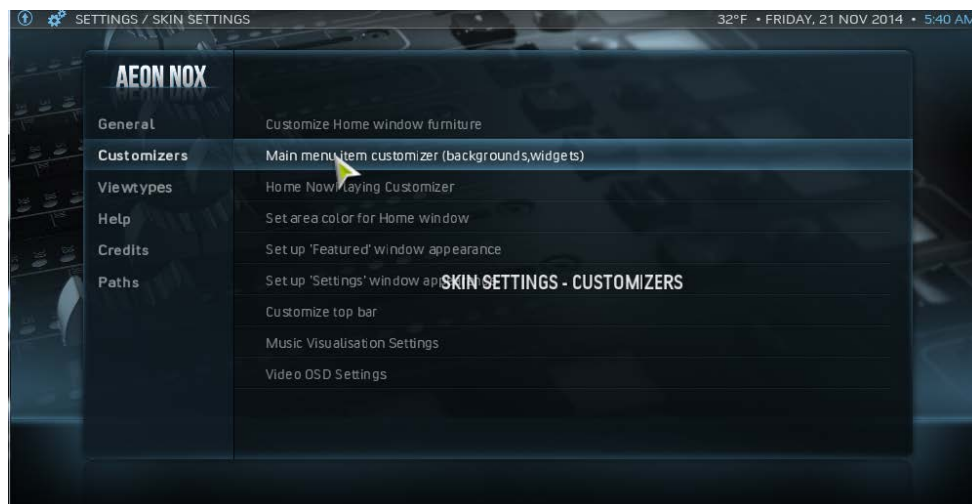 SETTINGS / SKIN SETTINGS
32°F • FRIDAY, 21 NOV 2014 • 5:40 AM
AEON NOX
General
Customizers
Viewtypes
Help
Credits
Paths
Customize Home window furniture
Main menu item customizer (backgrounds,widgets)
Home Now Playing Customizer
Set area color for Home window
Set up 'Featured' window appearance
Set up 'Settings' window appearance
SKIN SETTINGS - CUSTOMIZERS
Customize top bar
Music Visualisation Settings
Video OSD Settings